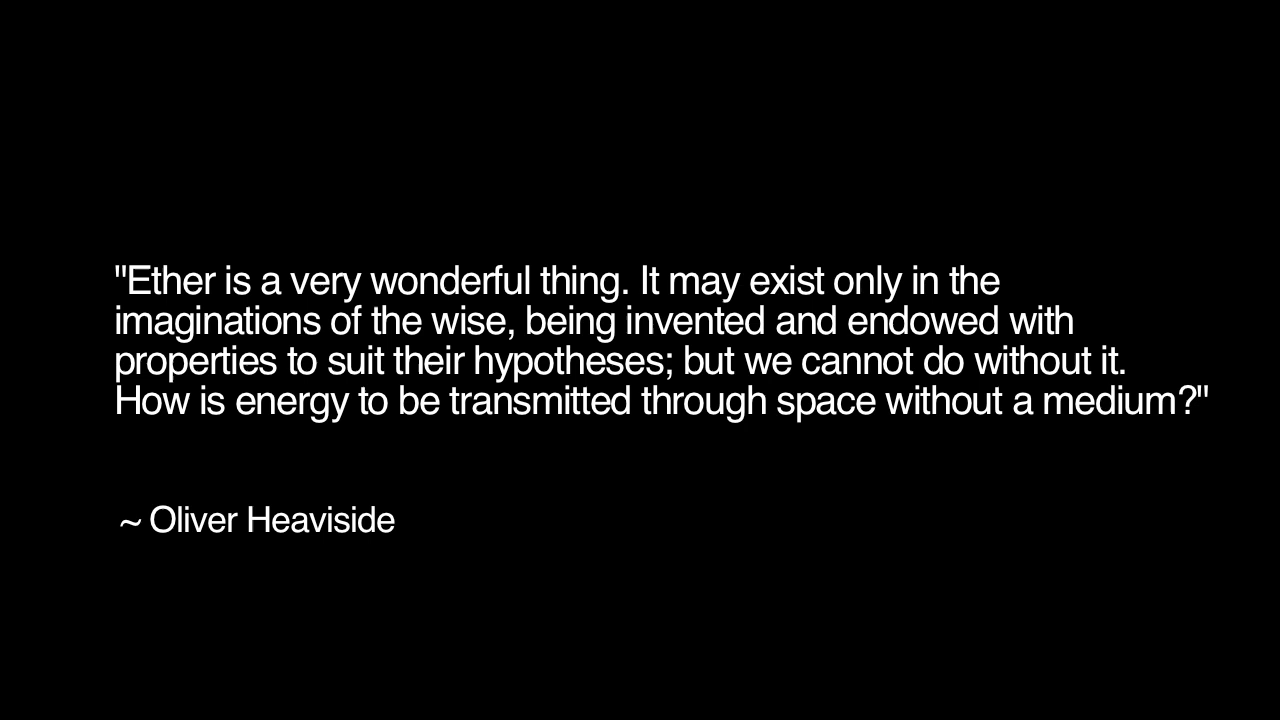 "Ether is a very wonderful thing. It may exist only in the
imaginations of the wise, being invented and endowed with
properties to suit their hypotheses; but we cannot do without it.
How is energy to be transmitted through space without a medium?"
~ Oliver Heaviside